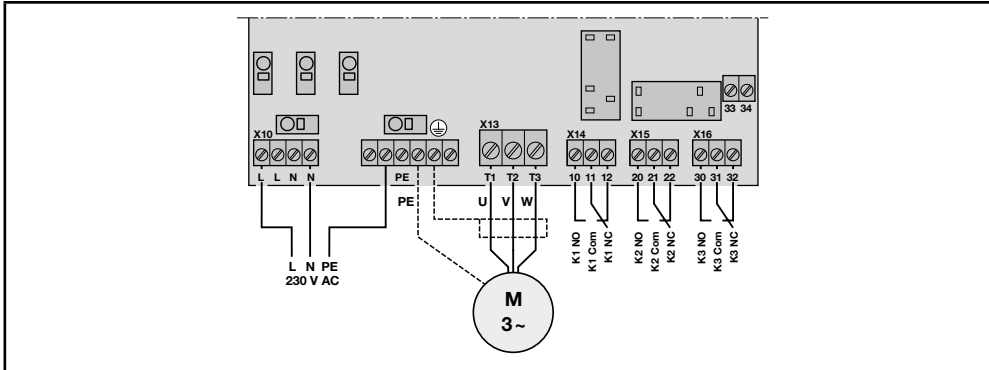 33 34
X10
X13
X14
X15
X16
L L N N
PE
T1 T2 T3
10 11 12
20 21 22
30 31 32
PE
U V W
K1 NO
K1 Com
K1 NC
K2 NO
K2 Com
K2 NC
K3 NO
K3 Com
K3 NC
L N PE
230 V AC
M
3~